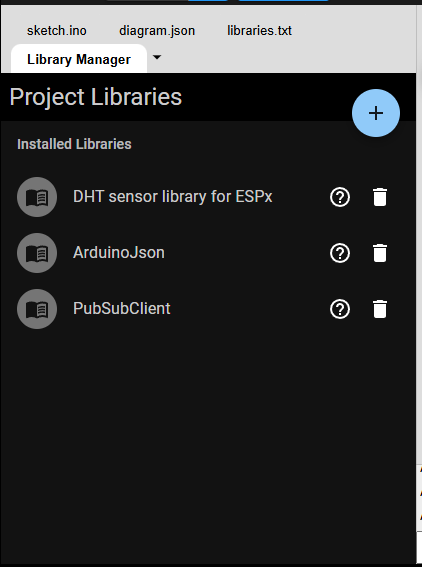 sketch.ino diagram.json libraries.txt
Library Manager
Project Libraries
Installed Libraries
DHT sensor library for ESPx
ArduinoJson
PubSubClient